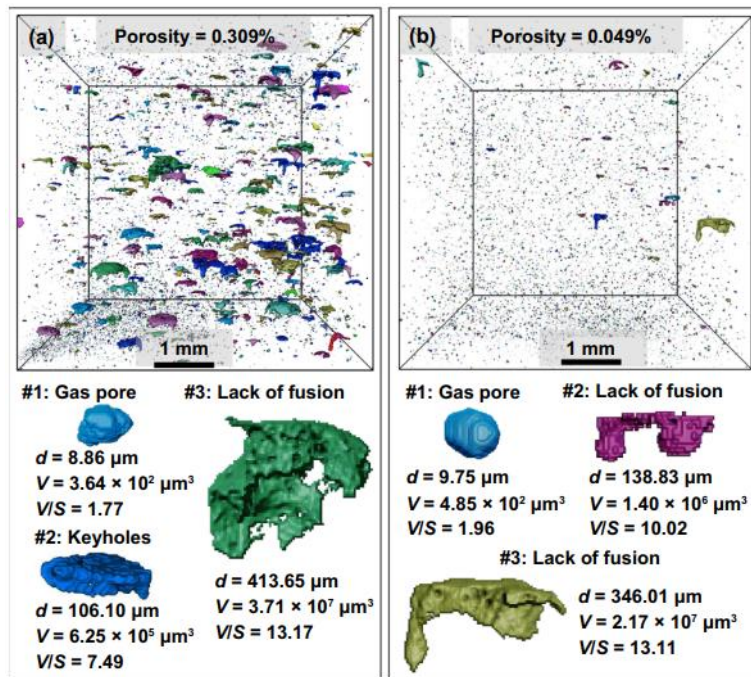 (a) Porosity = 0.309%
1 mm
#1: Gas pore
d = 8.86 μm
V = 3.64 × 10² μm³
V/S = 1.77
#2: Keyholes
d = 106.10 μm
V = 6.25 × 10⁵ μm³
V/S = 7.49
#3: Lack of fusion
d = 413.65 μm
V = 3.71 × 10⁷ μm³
V/S = 13.17
(b) Porosity = 0.049%
1 mm
#1: Gas pore
d = 9.75 μm
V = 4.85 × 10² μm³
V/S = 1.96
#2: Lack of fusion
d = 138.83 μm
V = 1.40 × 10⁶ μm³
V/S = 10.02
#3: Lack of fusion
d = 346.01 μm
V = 2.17 × 10⁷ μm³
V/S = 13.11